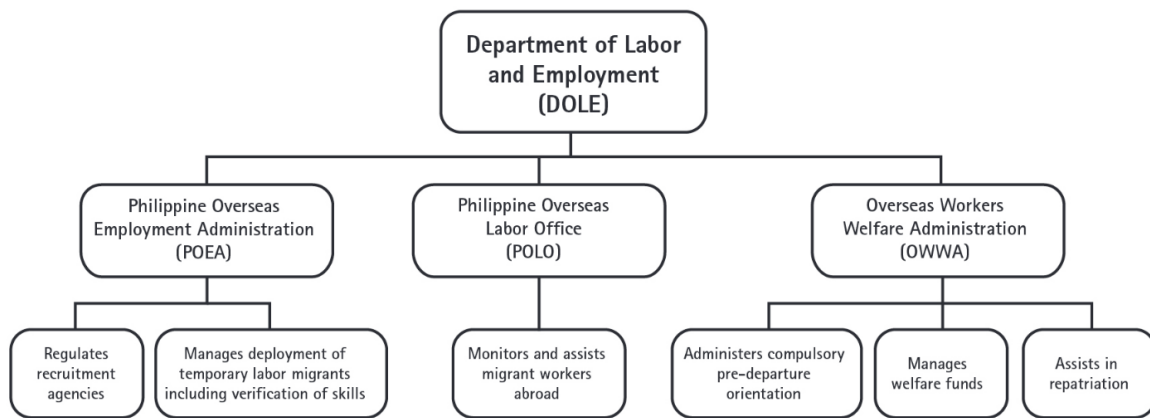 Department of Labor
and Employment
(DOLE)
Philippine Overseas
Employment Administration
(POEA)
Philippine Overseas
Labor Office
(POLO)
Overseas Workers
Welfare Administration
(OWWA)
Regulates
recruitment
agencies
Manages deployment of
temporary labor migrants
including verification of skills
Monitors and assists
migrant workers
abroad
Administers compulsory
pre-departure
orientation
Manages
welfare funds
Assists in
repatriation